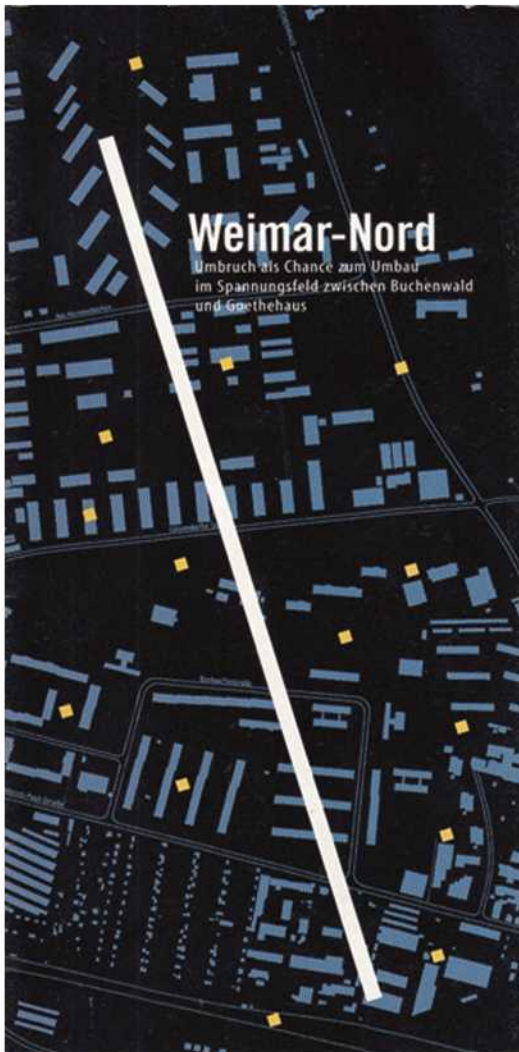 Weimar-Nord
Umbruch als Chance zum Umbau
im Spannungsfeld zwischen Buchenwald
und Goethehaus